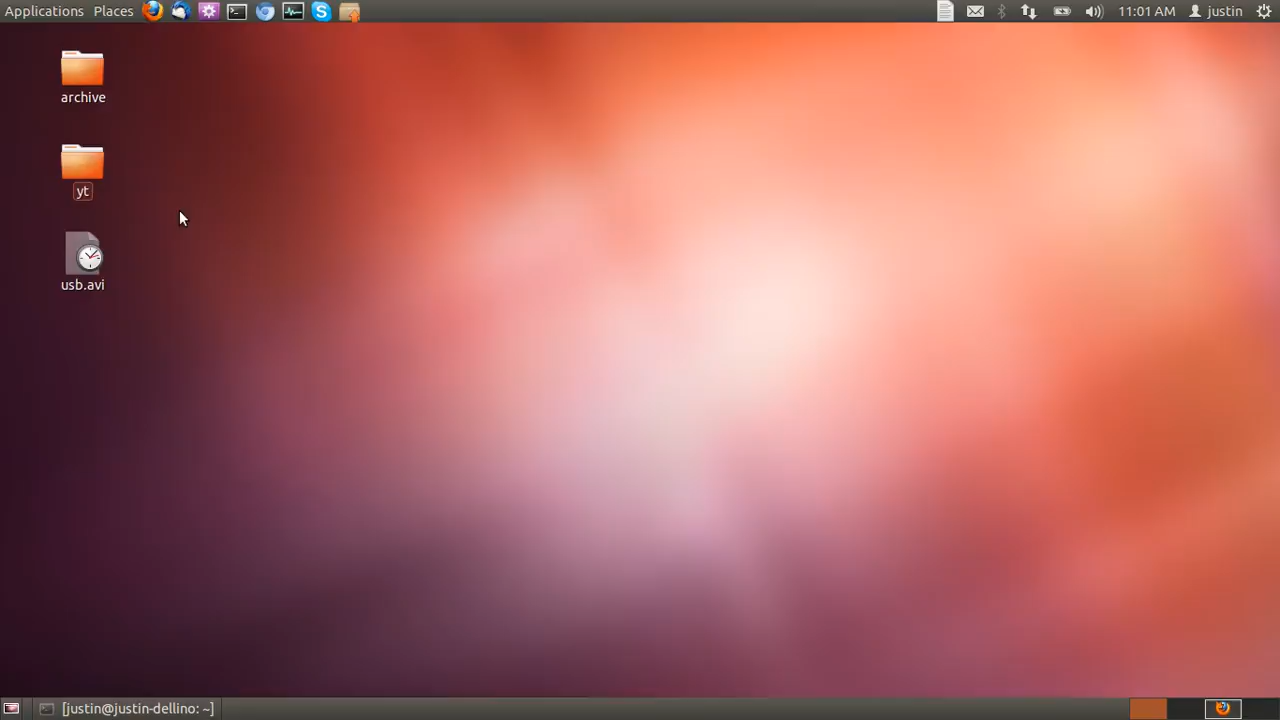 Applications Places 11:01 AM justin
archive
yt
usb.avi
[justin@justin-dellino: ~]